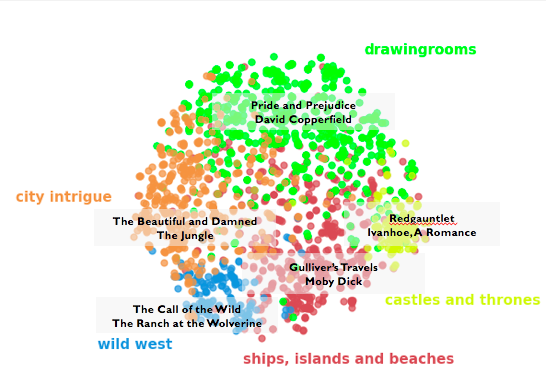 drawingrooms
Pride and Prejudice
David Copperfield
city intrigue
The Beautiful and Damned
The Jungle
Redgauntlet
Ivanhoe, A Romance
Gulliver's Travels
Moby Dick
castles and thrones
The Call of the Wild
The Ranch at the Wolverine
wild west
ships, islands and beaches